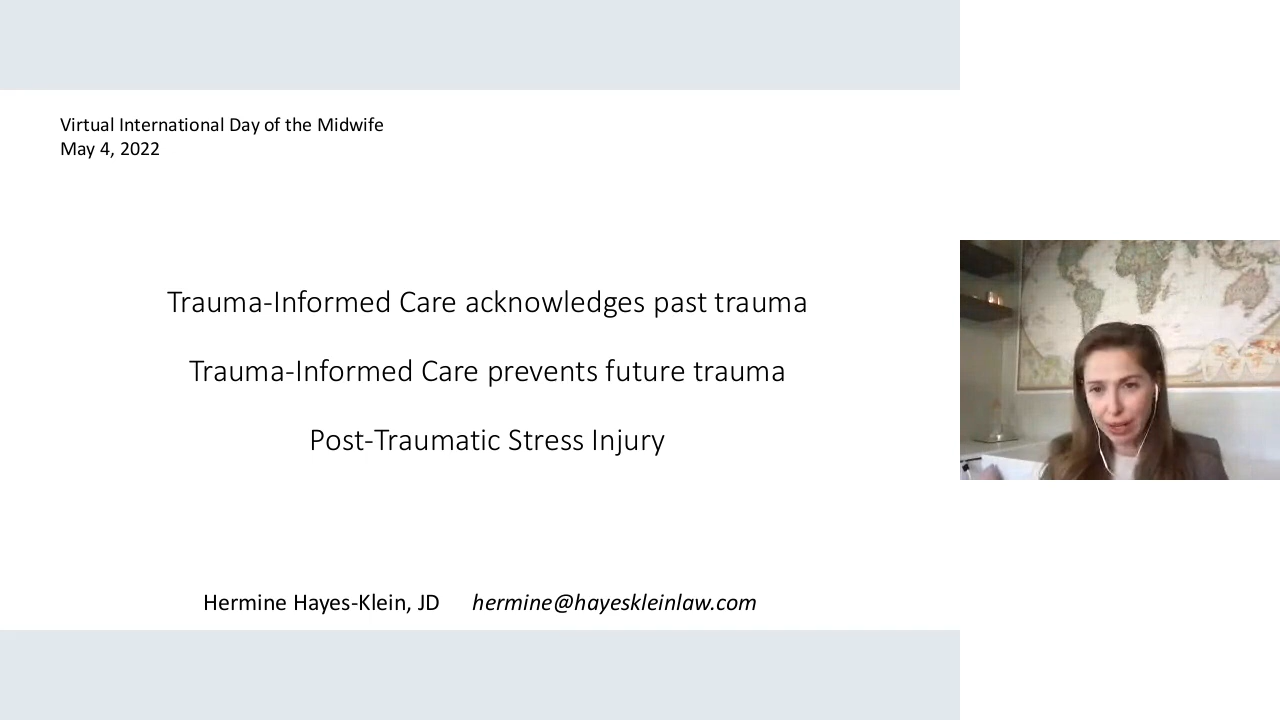 Virtual International Day of the Midwife
May 4, 2022
Trauma-Informed Care acknowledges past trauma
Trauma-Informed Care prevents future trauma
Post-Traumatic Stress Injury
Hermine Hayes-Klein, JD hermine@hayeskleinlaw.com